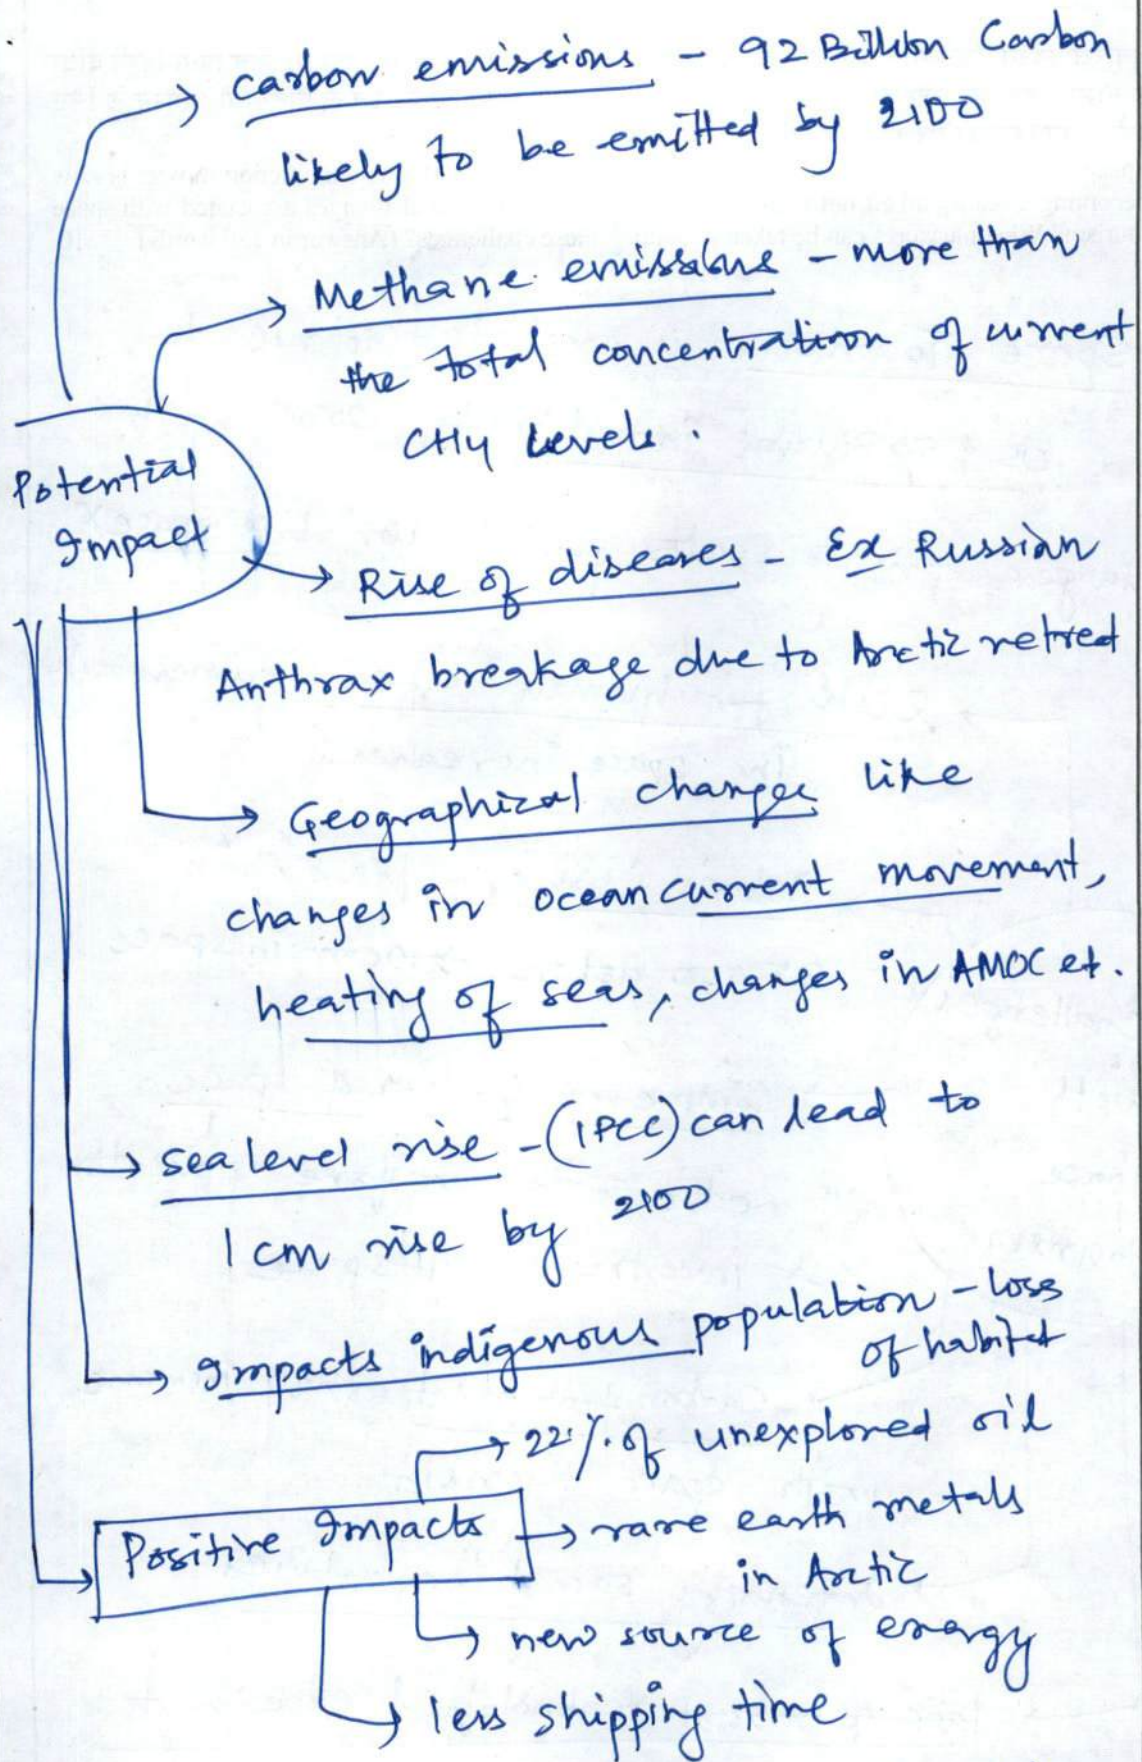 carbon emissions - 92 Billion Carbon
likely to be emitted by 2100
Methane emissions - more than
the total concentration of current
CH4 levels.
Potential
Impact
Rise of diseases - Ex Russian
Anthrax breakage due to Arctic retred
Geographical changes like
changes in ocean current movement,
heating of seas, changes in AMOC et.
sea level rise - (IPCC) can lead to
1 cm rise by 2100
Impacts indigenous population - loss
of habitat
22% of unexplored oil
Positive Impacts
rare earth metals
in Arctic
new source of energy
less shipping time